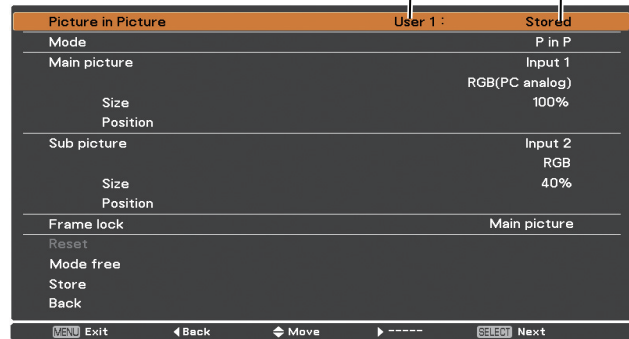 Picture in Picture User 1 : Stored
Mode P in P
Main picture Input 1
RGB(PC analog)
Size 100%
Position
Sub picture Input 2
RGB
Size 40%
Position
Frame lock Main picture
Reset
Mode free
Store
Back
MENU Exit ◀Back Move ▶ ----- SELECT Next